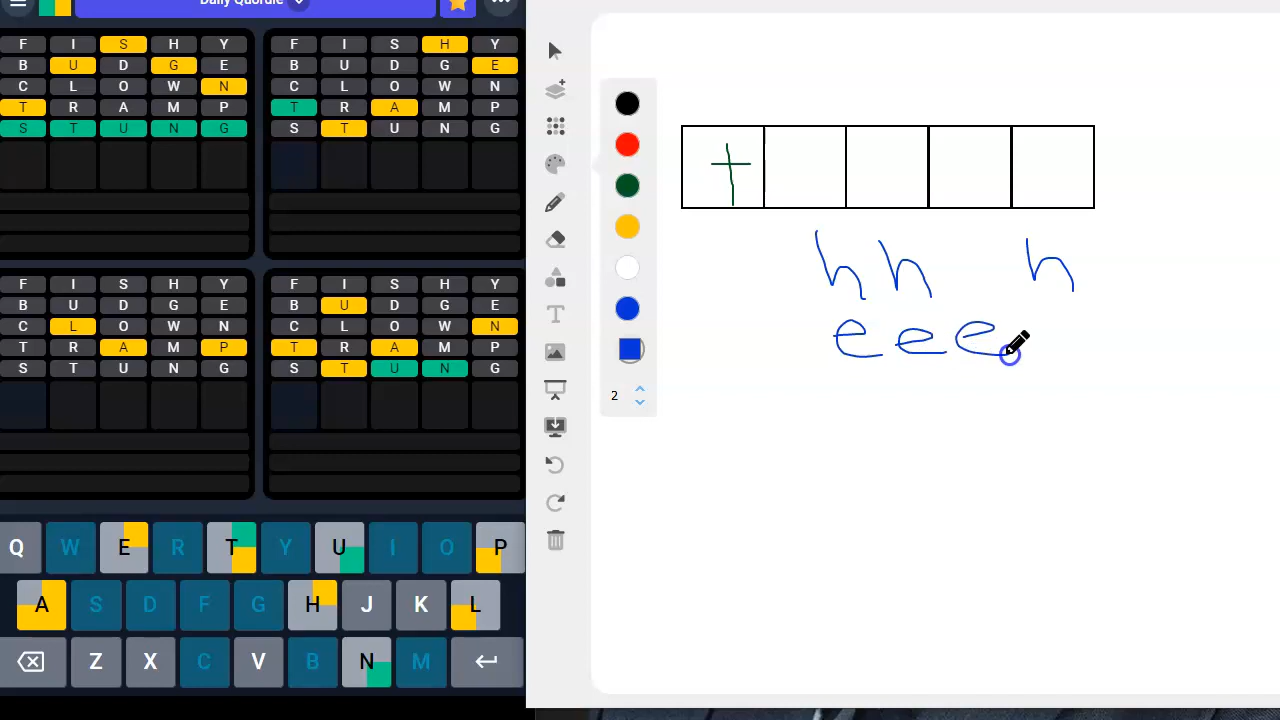 Daily Quordle
F I S H Y F I S H Y
B U D G E B U D G E
C L O W N C L O W N
T R A M P T R A M P
S T U N G S T U N G
F I S H Y F I S H Y
B U D G E B U D G E
C L O W N C L O W N
T R A M P T R A M P
S T U N G S T U N G
Q W E R T Y U I O P
A S D F G H J K L
Z X C V B N M
T
2
t
h h h
e e e